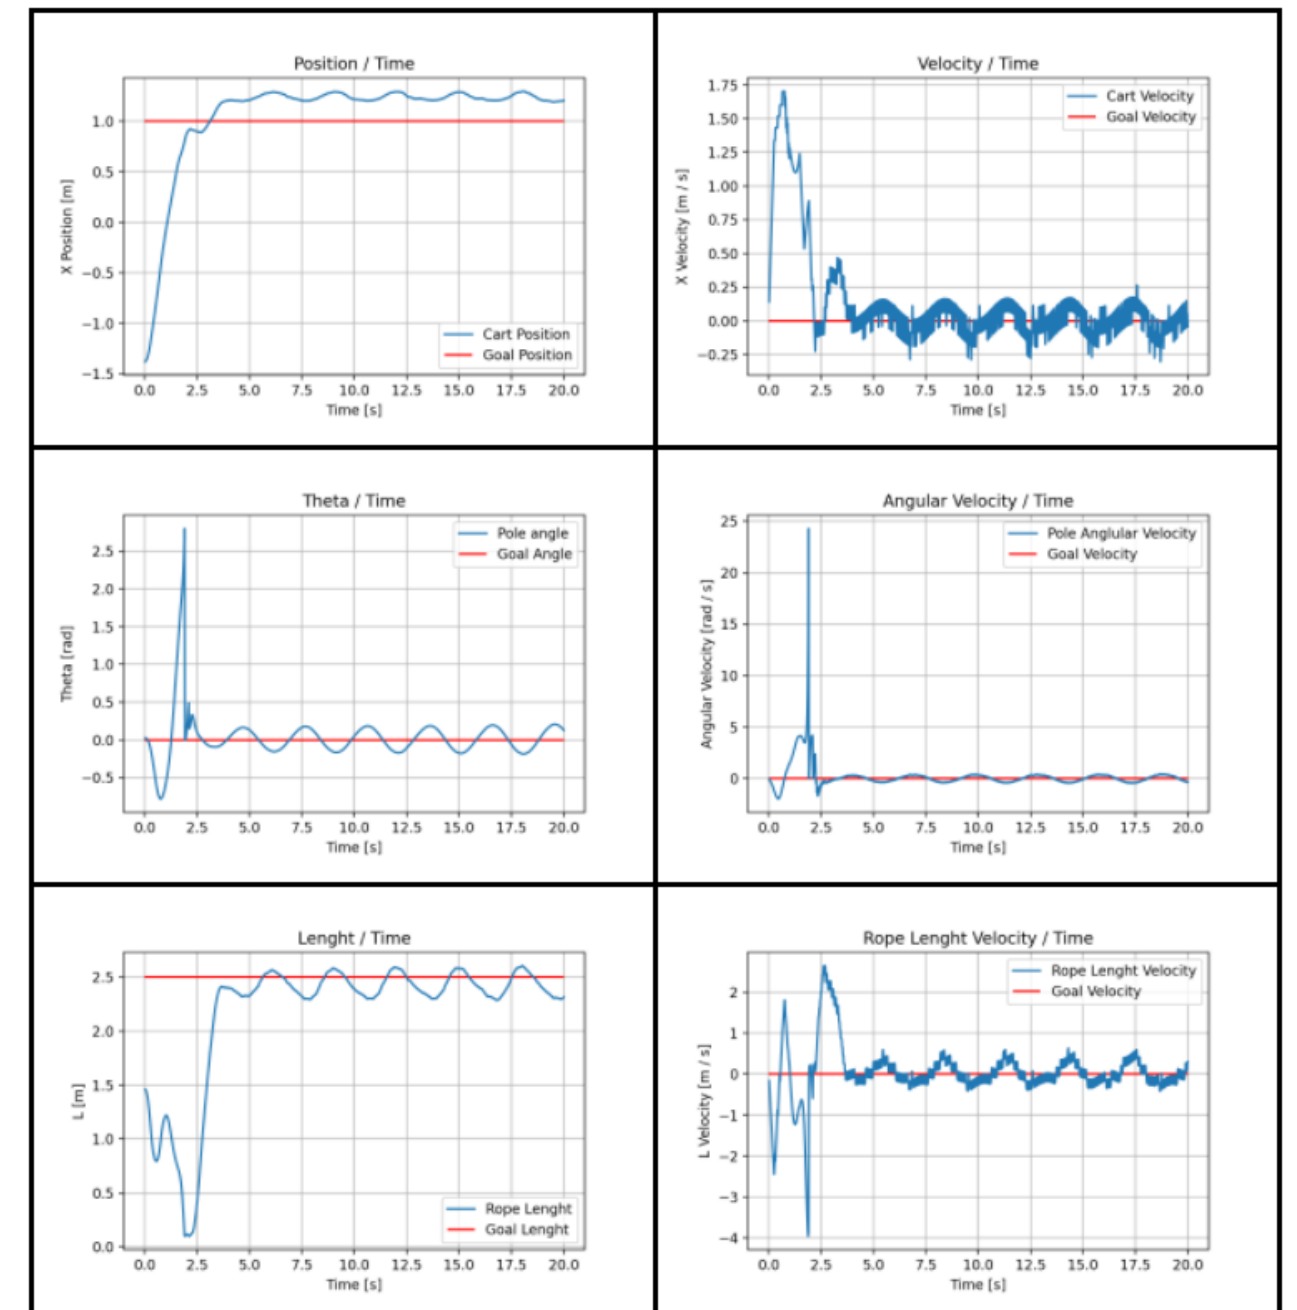 Position / Time
X Position [m]
1.0
0.5
0.0
−0.5
−1.0
−1.5
Cart Position
Goal Position
0.0 2.5 5.0 7.5 10.0 12.5 15.0 17.5 20.0
Time [s]
Velocity / Time
X Velocity [m / s]
1.75
1.50
1.25
1.00
0.75
0.50
0.25
0.00
−0.25
Cart Velocity
Goal Velocity
0.0 2.5 5.0 7.5 10.0 12.5 15.0 17.5 20.0
Time [s]
Theta / Time
Theta [rad]
2.5
2.0
1.5
1.0
0.5
0.0
−0.5
Pole angle
Goal Angle
0.0 2.5 5.0 7.5 10.0 12.5 15.0 17.5 20.0
Time [s]
Angular Velocity / Time
Angular Velocity [rad / s]
25
20
15
10
5
0
Pole Anglular Velocity
Goal Velocity
0.0 2.5 5.0 7.5 10.0 12.5 15.0 17.5 20.0
Time [s]
Lenght / Time
L [m]
2.5
2.0
1.5
1.0
0.5
0.0
Rope Lenght
Goal Lenght
0.0 2.5 5.0 7.5 10.0 12.5 15.0 17.5 20.0
Time [s]
Rope Lenght Velocity / Time
L Velocity [m / s]
2
1
0
−1
−2
−3
−4
Rope Lenght Velocity
Goal Velocity
0.0 2.5 5.0 7.5 10.0 12.5 15.0 17.5 20.0
Time [s]